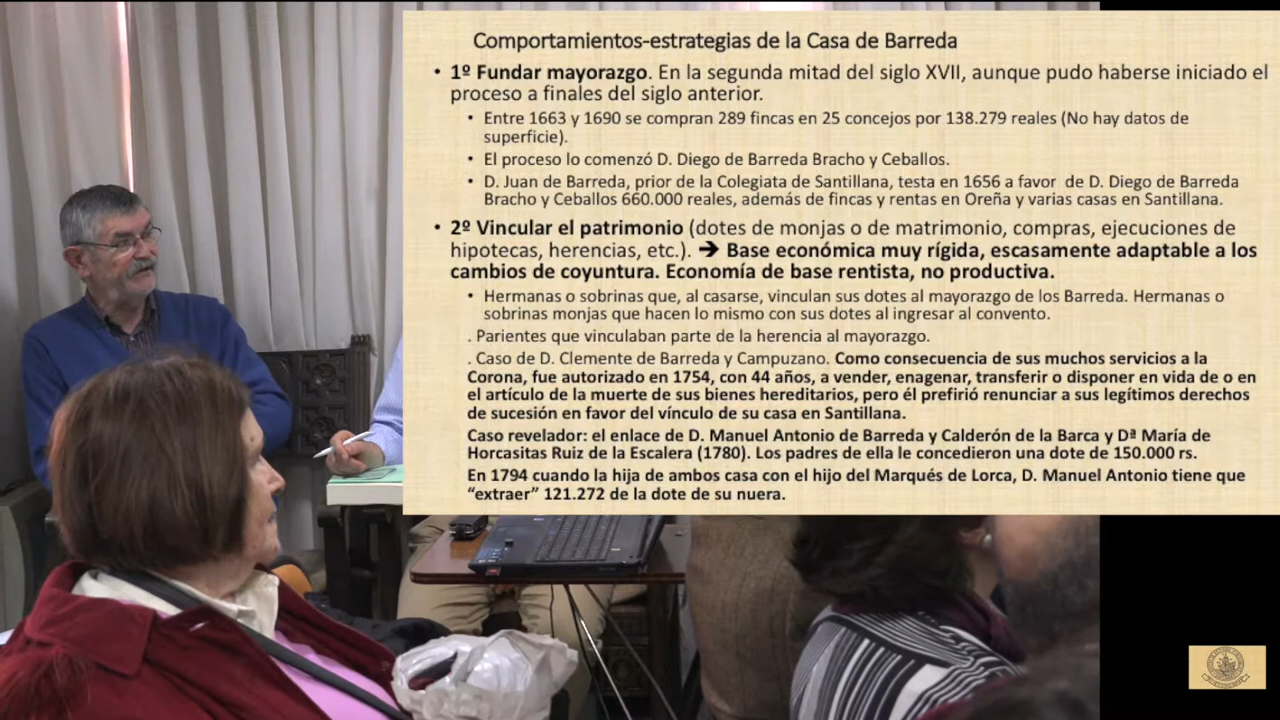 Comportamientos-estrategias de la Casa de Barreda
• 1º Fundar mayorazgo. En la segunda mitad del siglo XVII, aunque pudo haberse iniciado el
proceso a finales del siglo anterior.
• Entre 1663 y 1690 se compran 289 fincas en 25 concejos por 138.279 reales (No hay datos de
superficie).
• El proceso lo comenzó D. Diego de Barreda Bracho y Ceballos.
• D. Juan de Barreda, prior de la Colegiata de Santillana, testa en 1656 a favor de D. Diego de Barreda
Bracho y Ceballos 660.000 reales, además de fincas y rentas en Oreña y varias casas en Santillana.
• 2º Vincular el patrimonio (dotes de monjas o de matrimonio, compras, ejecuciones de
hipotecas, herencias, etc.). ➔ Base económica muy rígida, escasamente adaptable a los
cambios de coyuntura. Economía de base rentista, no productiva.
• Hermanas o sobrinas que, al casarse, vinculan sus dotes al mayorazgo de los Barreda. Hermanas o
sobrinas monjas que hacen lo mismo con sus dotes al ingresar al convento.
. Parientes que vinculaban parte de la herencia al mayorazgo.
. Caso de D. Clemente de Barreda y Campuzano. Como consecuencia de sus muchos servicios a la
Corona, fue autorizado en 1754, con 44 años, a vender, enagenar, transferir o disponer en vida de o en
el artículo de la muerte de sus bienes hereditarios, pero él prefirió renunciar a sus legítimos derechos
de sucesión en favor del vínculo de su casa en Santillana.
Caso revelador: el enlace de D. Manuel Antonio de Barreda y Calderón de la Barca y Dª María de
Horcasitas Ruiz de la Escalera (1780). Los padres de ella le concedieron una dote de 150.000 rs.
En 1794 cuando la hija de ambos casa con el hijo del Marqués de Lorca, D. Manuel Antonio tiene que
“extraer” 121.272 de la dote de su nuera.